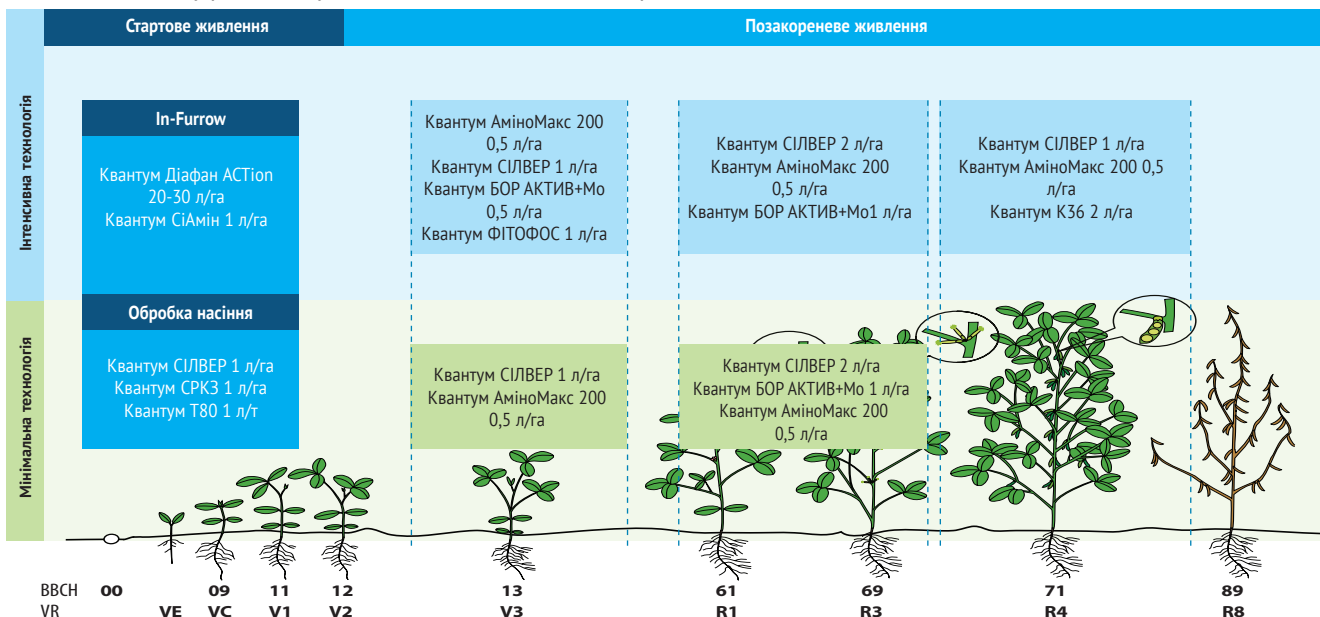 Стартове живлення
Позакореневе живлення
Інтенсивна технологія
In-Furrow
Квантум Діафан ACTion
20-30 л/га
Квантум СіАмін 1 л/га
Квантум АміноМакс 200
0,5 л/га
Квантум СІЛВЕР 1 л/га
Квантум БОР АКТИВ+Мо
0,5 л/га
Квантум ФІТОФОС 1 л/га
Квантум СІЛВЕР 2 л/га
Квантум АміноМакс 200
0,5 л/га
Квантум БОР АКТИВ+Мо1 л/га
Квантум СІЛВЕР 1 л/га
Квантум АміноМакс 200 0,5
л/га
Квантум К36 2 л/га
Мінімальна технологія
Обробка насіння
Квантум СІЛВЕР 1 л/га
Квантум СРКЗ 1 л/га
Квантум Т80 1 л/т
Квантум СІЛВЕР 1 л/га
Квантум АміноМакс 200
0,5 л/га
Квантум СІЛВЕР 2 л/га
Квантум БОР АКТИВ+Мо 1 л/га
Квантум АміноМакс 200
0,5 л/га
BBCH 00 09 11 12 13 61 69 71 89
VR VE VC V1 V2 V3 R1 R3 R4 R8